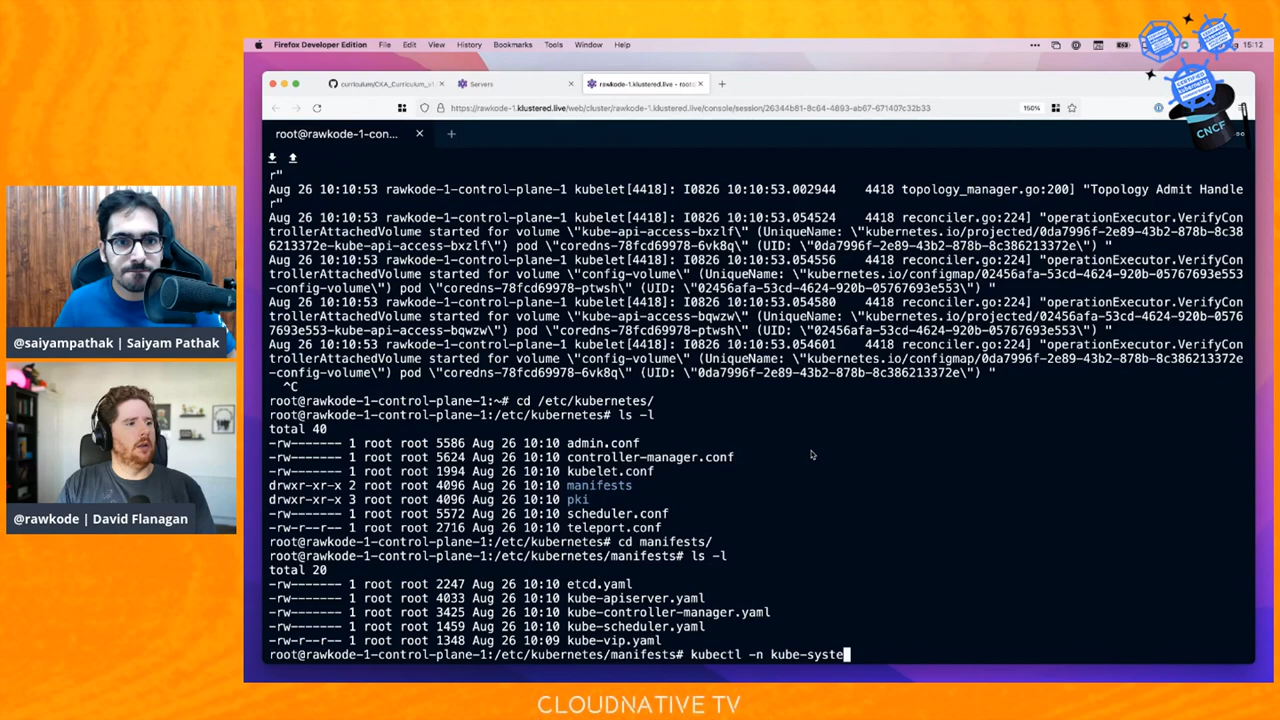 Firefox Developer Edition File Edit View History Bookmarks Tools Window Help
15:12
curriculum/CKA_Curriculum_v1
Servers
rawkode-1.klustered.live • root
https://rawkode-1.klustered.live/web/cluster/rawkode-1.klustered.live/console/session/26344b81-8c64-4893-ab67-671407c32b33
150%
CNCF
root@rawkode-1-con...
r"
Aug 26 10:10:53 rawkode-1-control-plane-1 kubelet[4418]: I0826 10:10:53.002944 4418 topology_manager.go:200] "Topology Admit Handle
r"
Aug 26 10:10:53 rawkode-1-control-plane-1 kubelet[4418]: I0826 10:10:53.054524 4418 reconciler.go:224] "operationExecutor.VerifyCon
trollerAttachedVolume started for volume \"kube-api-access-bxzlf\" (UniqueName: \"kubernetes.io/projected/0da7996f-2e89-43b2-878b-8c38
6213372e-kube-api-access-bxzlf\") pod \"coredns-78fcd69978-6vk8q\" (UID: \"0da7996f-2e89-43b2-878b-8c386213372e\") "
Aug 26 10:10:53 rawkode-1-control-plane-1 kubelet[4418]: I0826 10:10:53.054556 4418 reconciler.go:224] "operationExecutor.VerifyCon
trollerAttachedVolume started for volume \"config-volume\" (UniqueName: \"kubernetes.io/configmap/02456afa-53cd-4624-920b-05767693e553
-config-volume\") pod \"coredns-78fcd69978-ptwsh\" (UID: \"02456afa-53cd-4624-920b-05767693e553\") "
Aug 26 10:10:53 rawkode-1-control-plane-1 kubelet[4418]: I0826 10:10:53.054580 4418 reconciler.go:224] "operationExecutor.VerifyCon
trollerAttachedVolume started for volume \"kube-api-access-bqwzw\" (UniqueName: \"kubernetes.io/projected/02456afa-53cd-4624-920b-0576
7693e553-kube-api-access-bqwzw\") pod \"coredns-78fcd69978-ptwsh\" (UID: \"02456afa-53cd-4624-920b-05767693e553\") "
Aug 26 10:10:53 rawkode-1-control-plane-1 kubelet[4418]: I0826 10:10:53.054601 4418 reconciler.go:224] "operationExecutor.VerifyCon
trollerAttachedVolume started for volume \"config-volume\" (UniqueName: \"kubernetes.io/configmap/0da7996f-2e89-43b2-878b-8c386213372e
-config-volume\") pod \"coredns-78fcd69978-6vk8q\" (UID: \"0da7996f-2e89-43b2-878b-8c386213372e\") "
^C
root@rawkode-1-control-plane-1:~# cd /etc/kubernetes/
root@rawkode-1-control-plane-1:/etc/kubernetes# ls -l
total 40
-rw------- 1 root root 5586 Aug 26 10:10 admin.conf
-rw------- 1 root root 5624 Aug 26 10:10 controller-manager.conf
-rw------- 1 root root 1994 Aug 26 10:10 kubelet.conf
drwxr-xr-x 2 root root 4096 Aug 26 10:10 manifests
drwxr-xr-x 3 root root 4096 Aug 26 10:10 pki
-rw------- 1 root root 5572 Aug 26 10:10 scheduler.conf
-rw-r--r-- 1 root root 2716 Aug 26 10:10 teleport.conf
root@rawkode-1-control-plane-1:/etc/kubernetes# cd manifests/
root@rawkode-1-control-plane-1:/etc/kubernetes/manifests# ls -l
total 20
-rw------- 1 root root 2247 Aug 26 10:10 etcd.yaml
-rw------- 1 root root 4033 Aug 26 10:10 kube-apiserver.yaml
-rw------- 1 root root 3425 Aug 26 10:10 kube-controller-manager.yaml
-rw------- 1 root root 1459 Aug 26 10:10 kube-scheduler.yaml
-rw-r--r-- 1 root root 1348 Aug 26 10:09 kube-vip.yaml
root@rawkode-1-control-plane-1:/etc/kubernetes/manifests# kubectl -n kube-syste
@saiyampathak | Saiyam Pathak
@rawkode | David Flanagan
CLOUDNATIVE TV